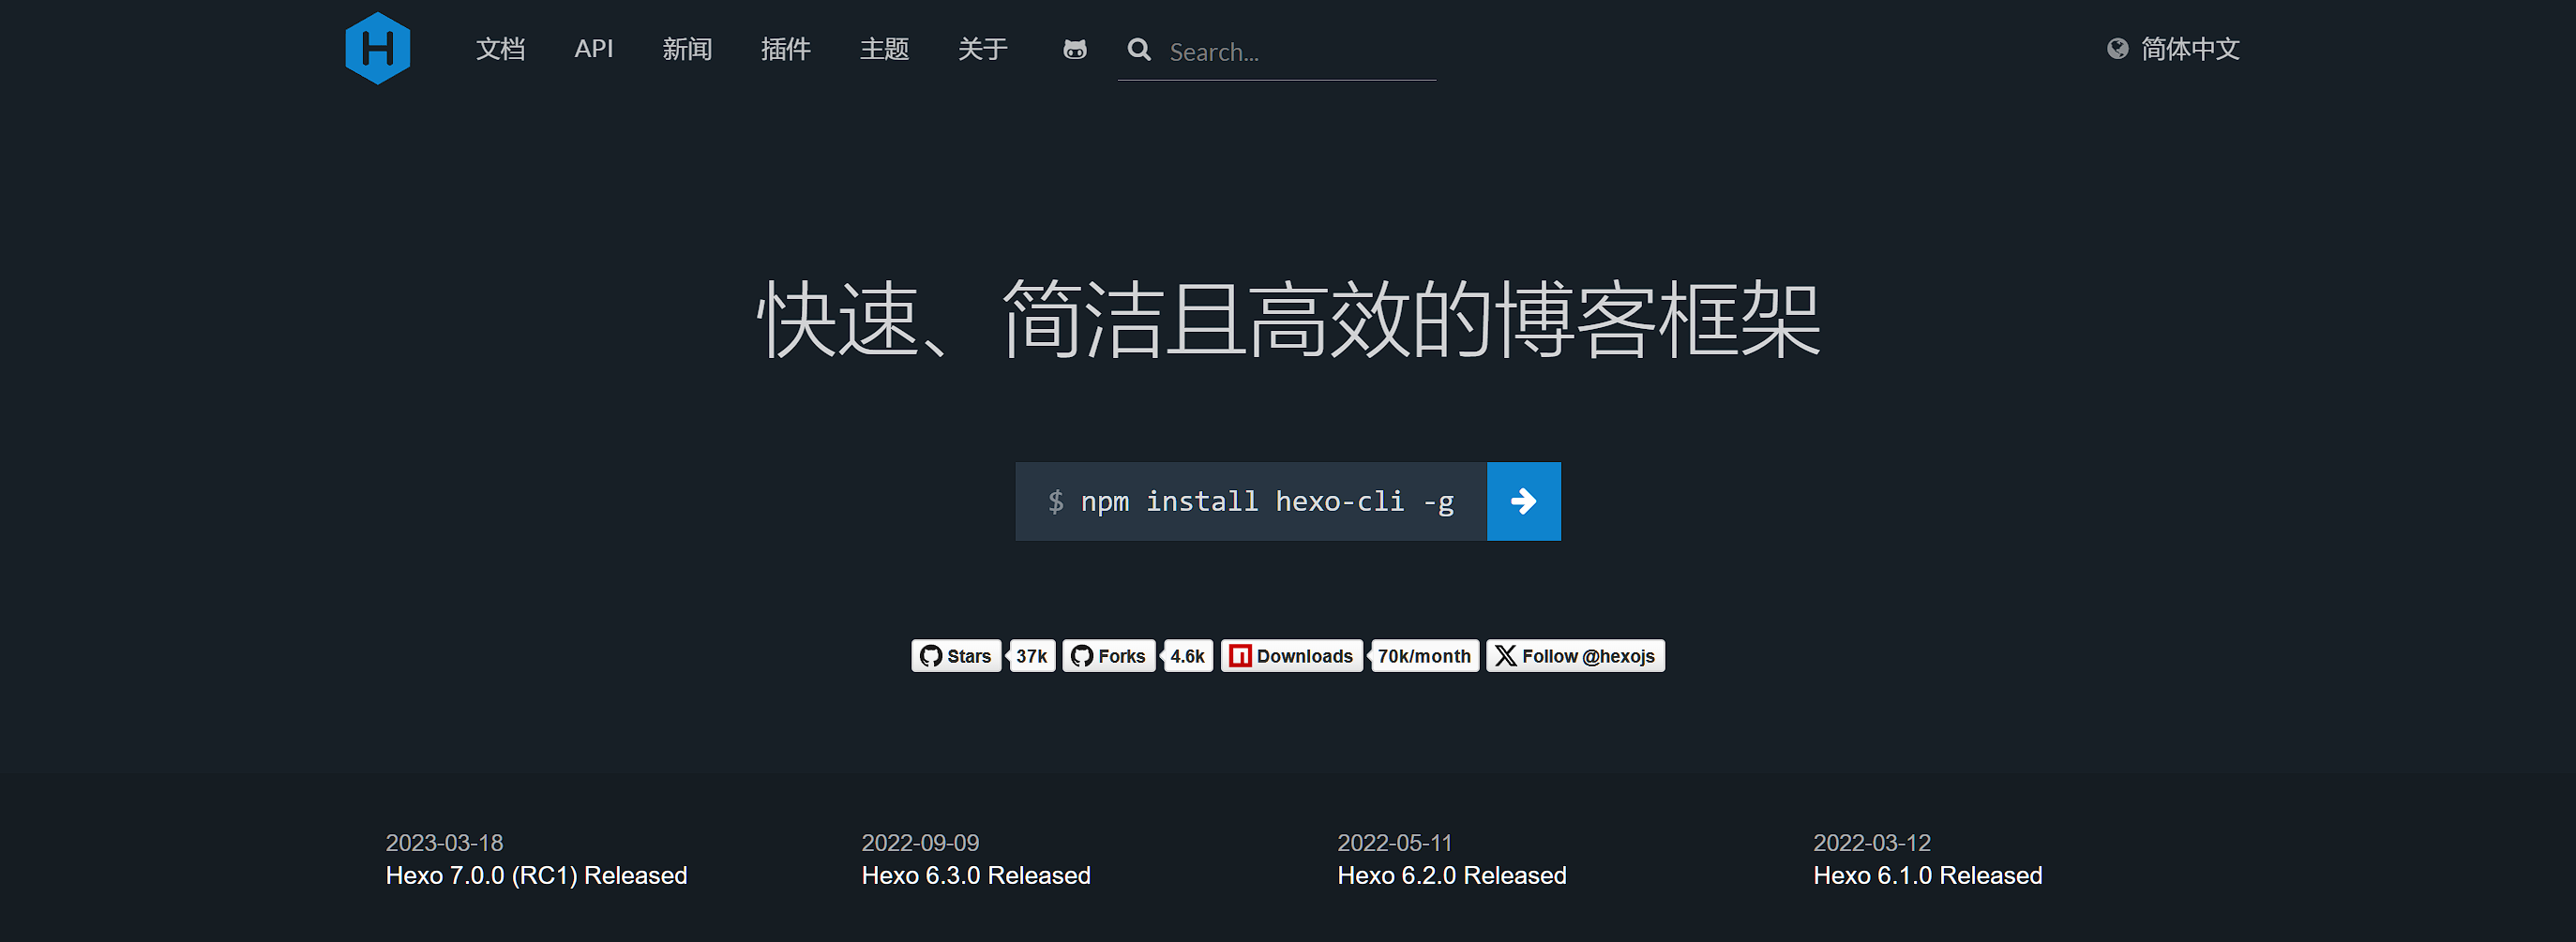 H 文档 API 新闻 插件 主题 关于 Search... 简体中文
快速、简洁且高效的博客框架
$ npm install hexo-cli -g
Stars 37k Forks 4.6k n Downloads 70k/month X Follow @hexojs
2023-03-18 2022-09-09 2022-05-11 2022-03-12
Hexo 7.0.0 (RC1) Released Hexo 6.3.0 Released Hexo 6.2.0 Released Hexo 6.1.0 Released